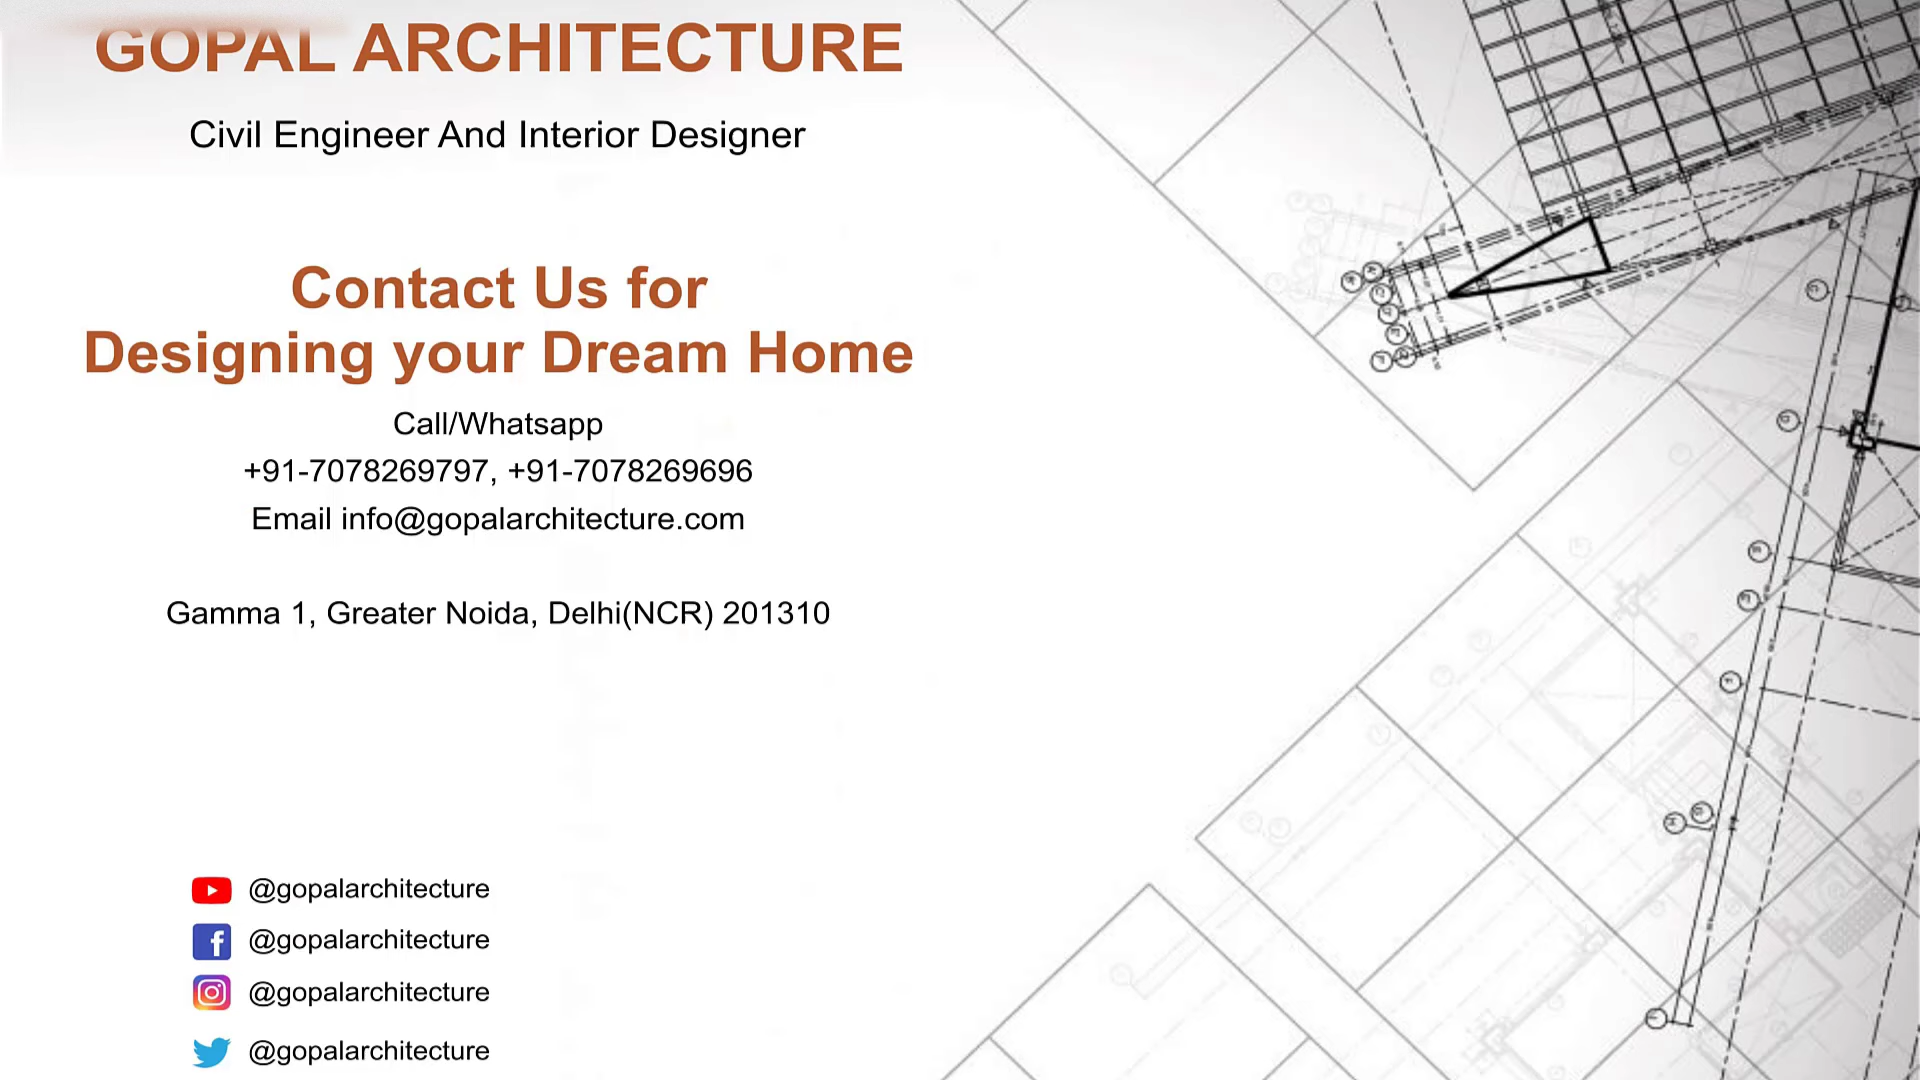 GOPAL ARCHITECTURE
Civil Engineer And Interior Designer
Contact Us for
Designing your Dream Home
Call/Whatsapp
+91-7078269797, +91-7078269696
Email info@gopalarchitecture.com
Gamma 1, Greater Noida, Delhi(NCR) 201310
@gopalarchitecture
@gopalarchitecture
@gopalarchitecture
@gopalarchitecture